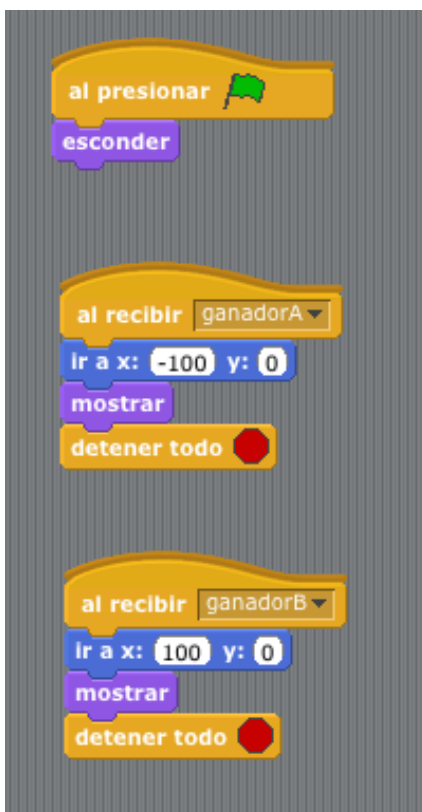 al presionar
esconder
al recibir ganadorA
ir a x: -100 y: 0
mostrar
detener todo
al recibir ganadorB
ir a x: 100 y: 0
mostrar
detener todo